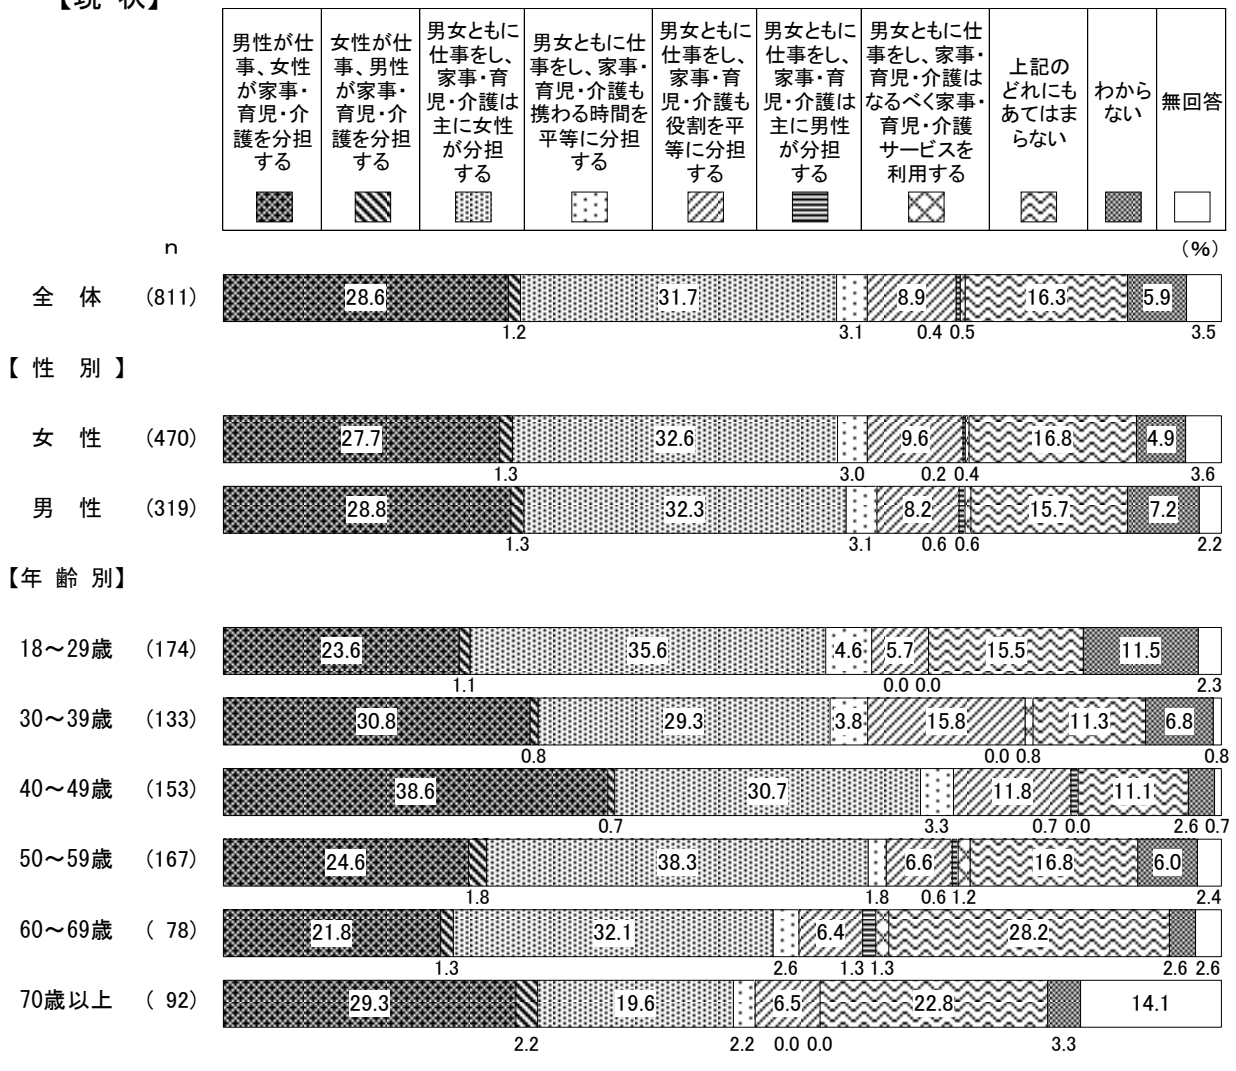 【現 状】
男性が仕事、女性が家事・育児・介護を分担する
女性が仕事、男性が家事・育児・介護を分担する
男女ともに仕事をし、家事・育児・介護は主に女性が分担する
男女ともに仕事をし、家事・育児・介護も携わる時間を平等に分担する
男女ともに仕事をし、家事・育児・介護も役割を平等に分担する
男女ともに仕事をし、家事・育児・介護は主に男性が分担する
男女ともに仕事をし、家事・育児・介護はなるべく家事・育児・介護サービスを利用する
上記のどれにもあてはまらない
わからない
無回答
n
(%)
全 体 (811) 28.6 31.7 8.9 16.3 5.9
1.2 3.1 0.4 0.5 3.5
【 性 別 】
女 性 (470) 27.7 32.6 9.6 16.8 4.9
1.3 3.0 0.2 0.4 3.6
男 性 (319) 28.8 32.3 8.2 15.7 7.2
1.3 3.1 0.6 0.6 2.2
【年 齢 別】
18～29歳 (174) 23.6 35.6 4.6 5.7 15.5 11.5
1.1 0.0 0.0 2.3
30～39歳 (133) 30.8 29.3 3.8 15.8 11.3 6.8
0.8 0.0 0.8 0.8
40～49歳 (153) 38.6 30.7 11.8 11.1
0.7 3.3 0.7 0.0 2.6 0.7
50～59歳 (167) 24.6 38.3 6.6 16.8 6.0
1.8 1.8 0.6 1.2 2.4
60～69歳 ( 78) 21.8 32.1 6.4 28.2
1.3 2.6 1.3 1.3 2.6 2.6
70歳以上 ( 92) 29.3 19.6 6.5 22.8 14.1
2.2 2.2 0.0 0.0 3.3